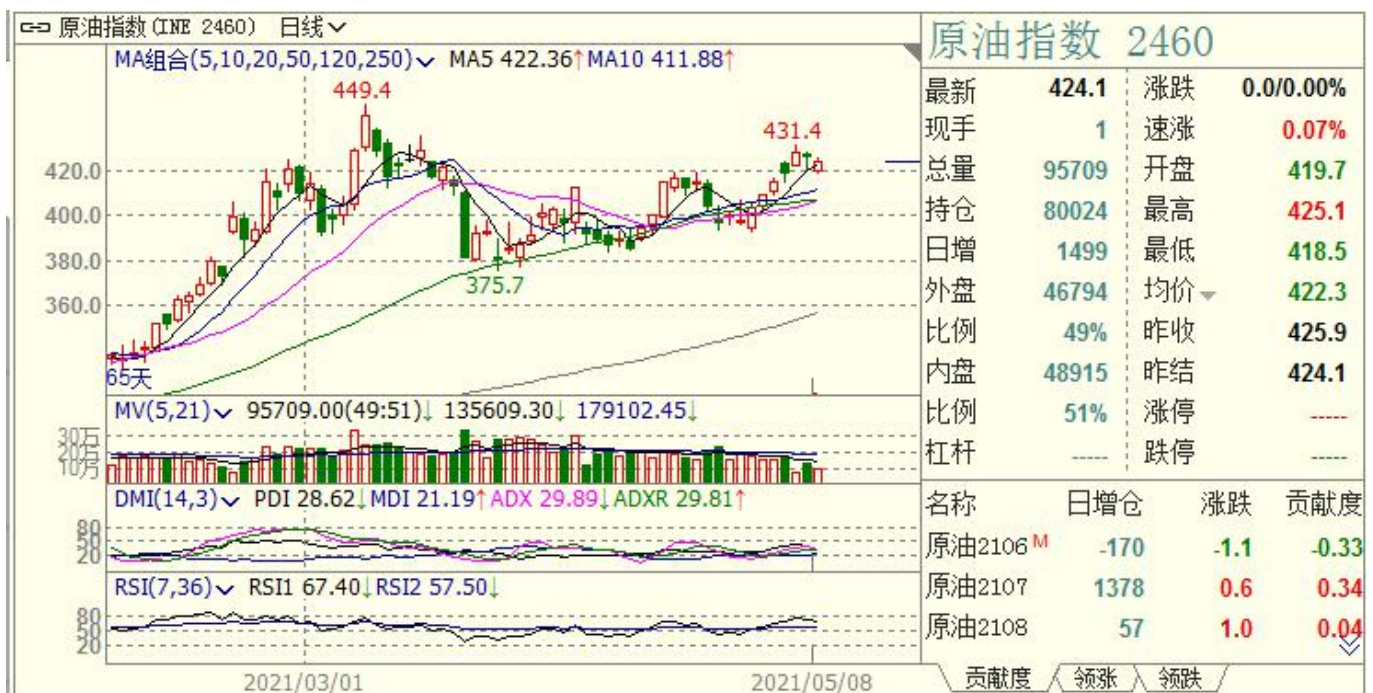 原油指数(INE 2460) 日线
MA组合(5,10,20,50,120,250) MA5 422.36↑MA10 411.88↑
449.4
431.4
420.0
400.0
380.0
375.7
360.0
65天
MV(5,21) 95709.00(49:51)↓ 135609.30↓ 179102.45↓
30万
20万
10万
DMI(14,3) PDI 28.62↓MDI 21.19↑ADX 29.89↓ADXR 29.81↑
80
50
20
RSI(7,36) RSI1 67.40↓RSI2 57.50↓
80
50
20
2021/03/01 2021/05/08
原油指数 2460
最新 424.1 涨跌 0.0/0.00%
现手 1 速涨 0.07%
总量 95709 开盘 419.7
持仓 80024 最高 425.1
日增 1499 最低 418.5
外盘 46794 均价 422.3
比例 49% 昨收 425.9
内盘 48915 昨结 424.1
比例 51% 涨停 -----
杠杆 ----- 跌停 -----
名称 日增仓 涨跌 贡献度
原油2106 M -170 -1.1 -0.33
原油2107 1378 0.6 0.34
原油2108 57 1.0 0.04
贡献度 领涨 领跌